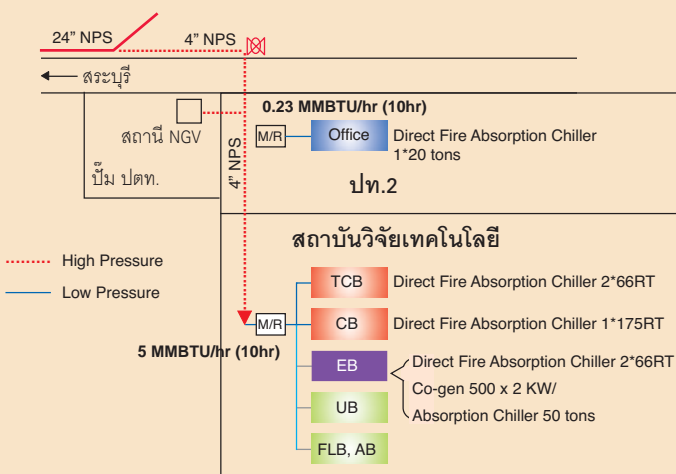 24” NPS
4” NPS
สระบุรี
0.23 MMBTU/hr (10hr)
สถานี NGV
M/R
Office
Direct Fire Absorption Chiller
1*20 tons
4” NPS
ปั๊ม ปตท.
ปท.2
สถาบันวิจัยเทคโนโลยี
High Pressure
Low Pressure
TCB
Direct Fire Absorption Chiller 2*66RT
M/R
CB
Direct Fire Absorption Chiller 1*175RT
5 MMBTU/hr (10hr)
EB
Direct Fire Absorption Chiller 2*66RT
Co-gen 500 x 2 KW/
Absorption Chiller 50 tons
UB
FLB, AB